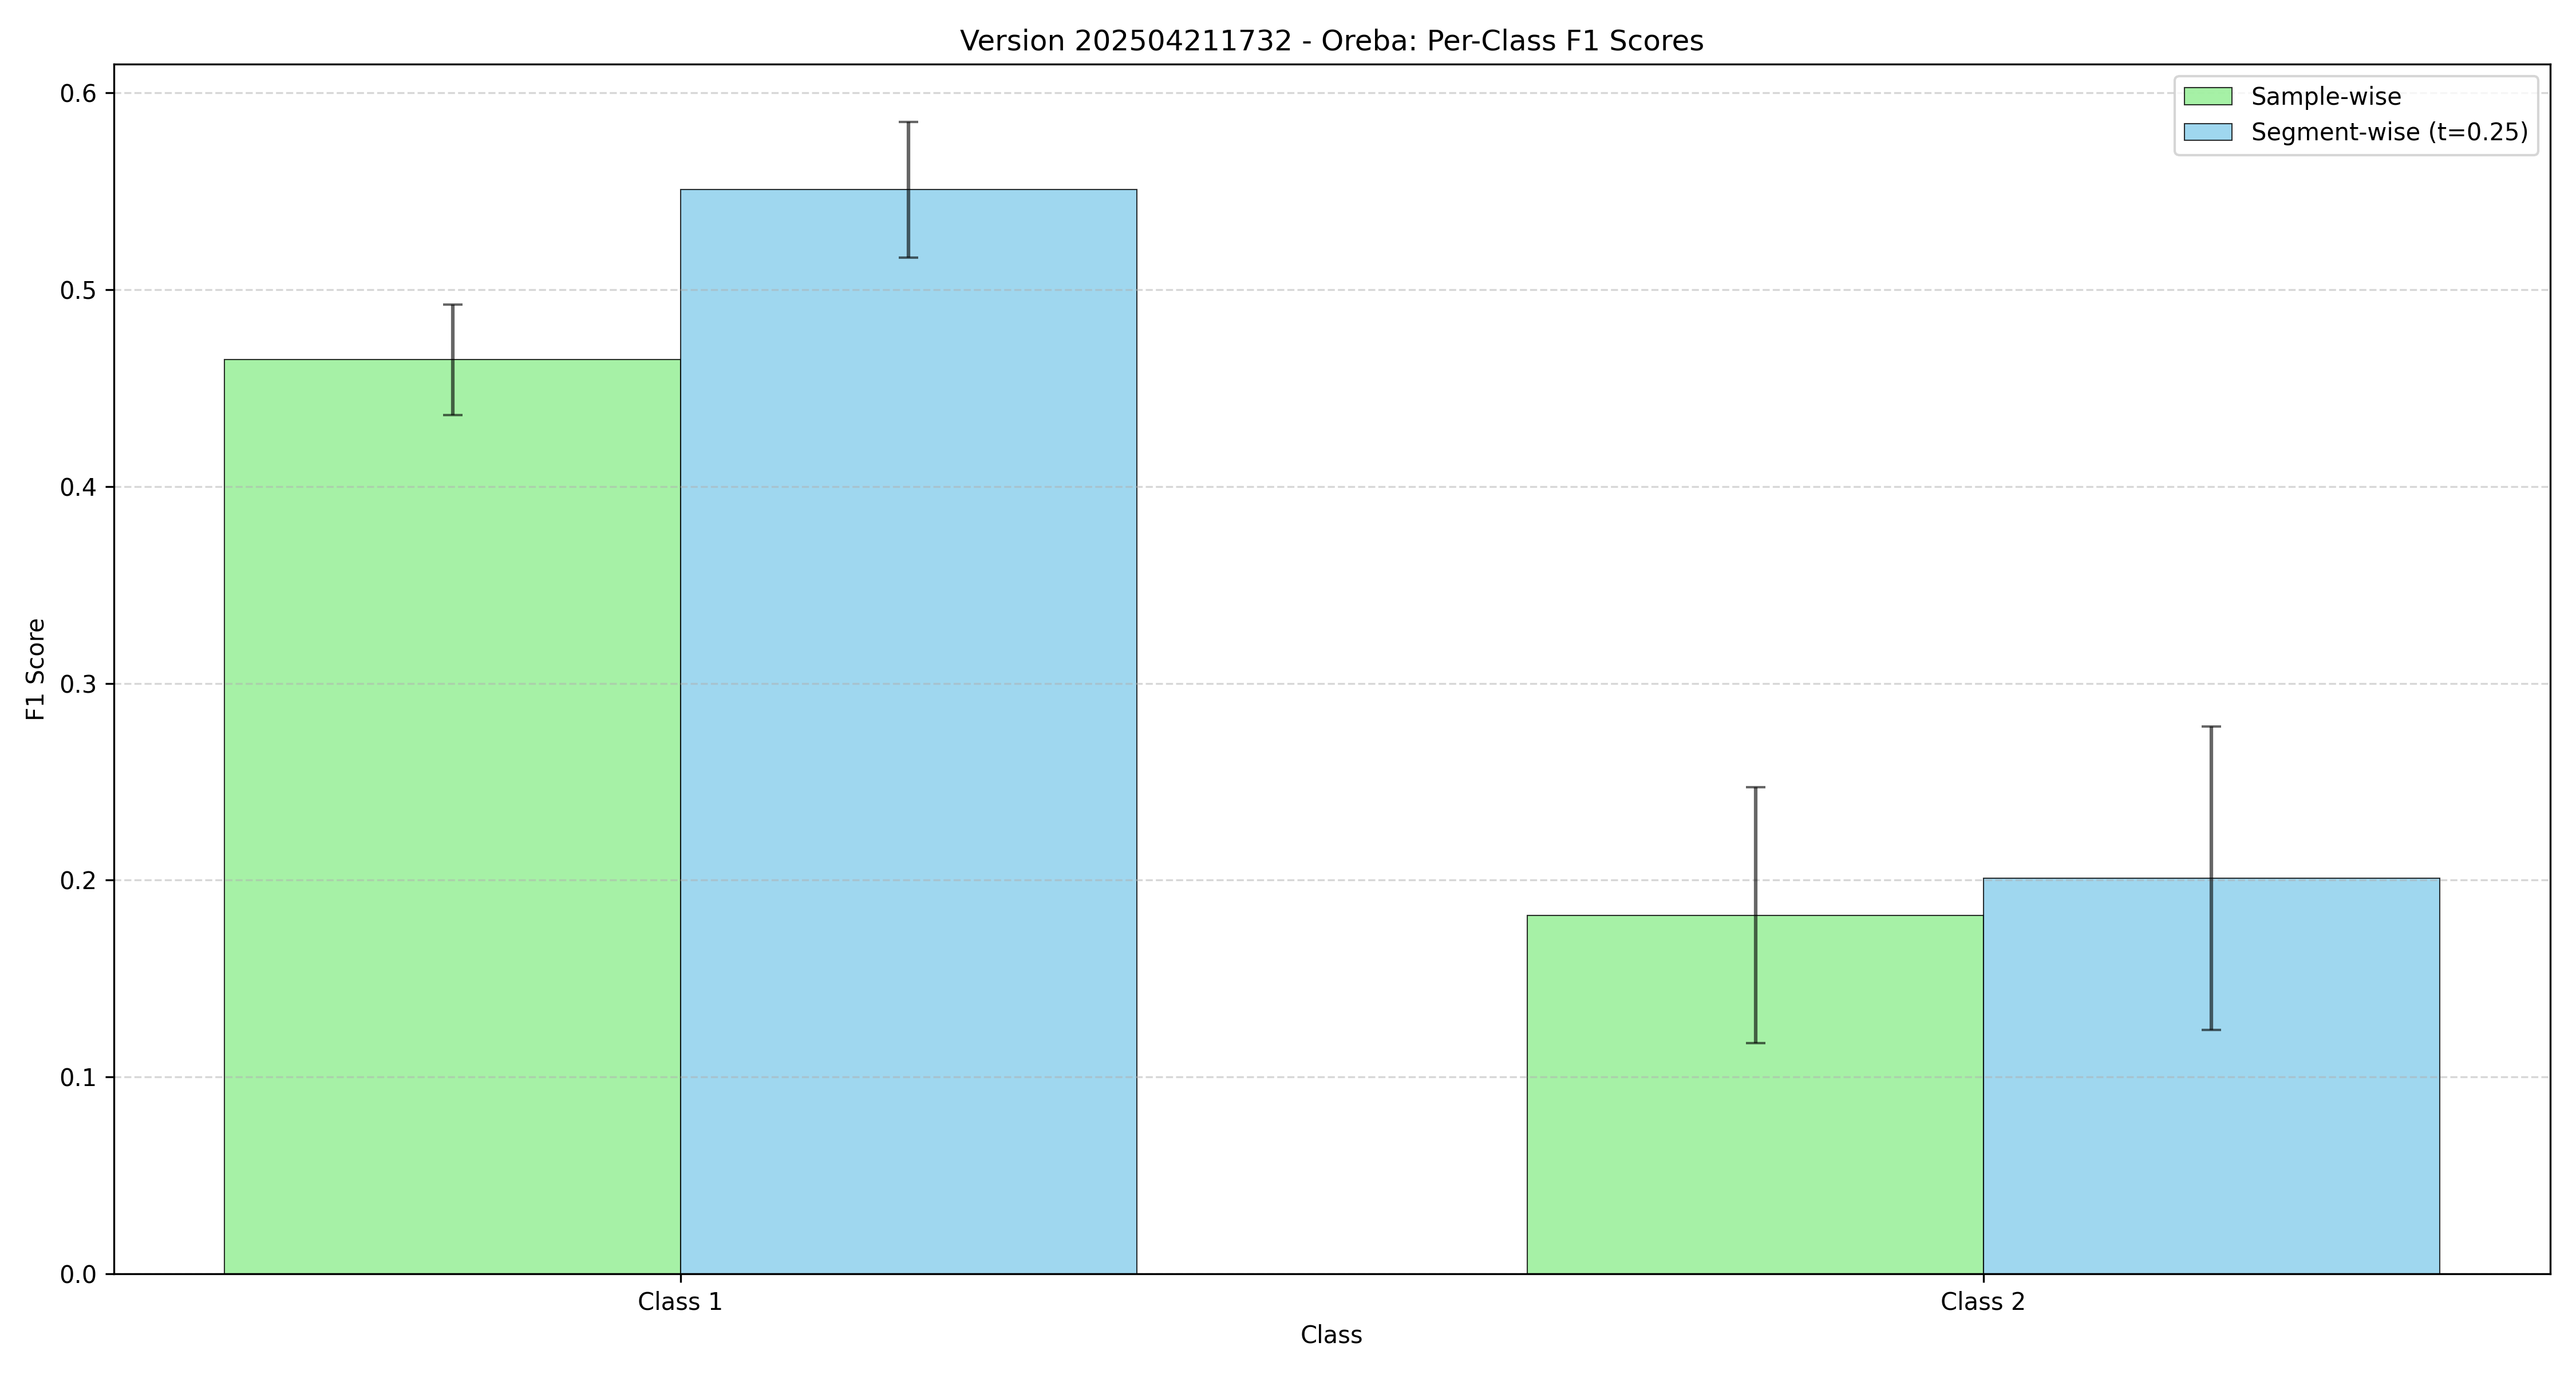 Version 202504211732 - Oreba: Per-Class F1 Scores
Sample-wise
Segment-wise (t=0.25)
F1 Score
0.6
0.5
0.4
0.3
0.2
0.1
0.0
Class 1
Class 2
Class